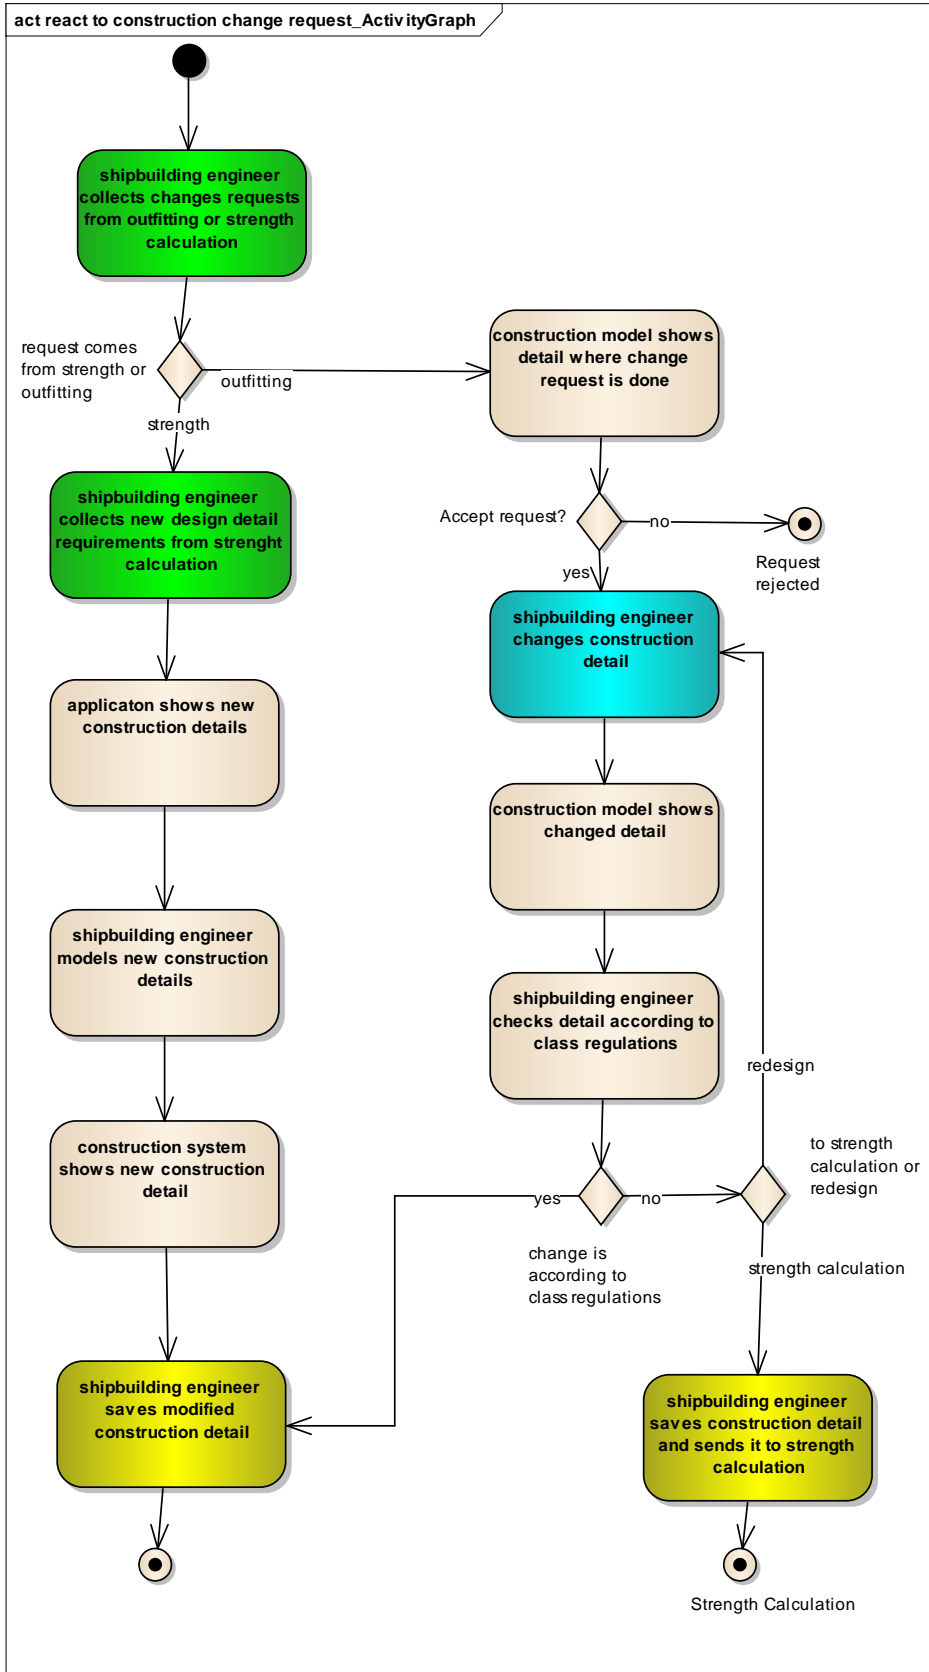 act react to construction change request_ActivityGraph
shipbuilding engineer
collects changes requests
from outfitting or strength
calculation
request comes
from strength or
outfitting
outfitting
strength
construction model shows
detail where change
request is done
Accept request?
no
Request
rejected
yes
shipbuilding engineer
collects new design detail
requirements from strenght
calculation
shipbuilding engineer
changes construction
detail
applicaton shows new
construction details
construction model shows
changed detail
shipbuilding engineer
models new construction
details
shipbuilding engineer
checks detail according to
class regulations
redesign
construction system
shows new construction
detail
to strength
calculation or
redesign
yes
no
change is
according to
class regulations
strength calculation
shipbuilding engineer
saves modified
construction detail
shipbuilding engineer
saves construction detail
and sends it to strength
calculation
Strength Calculation